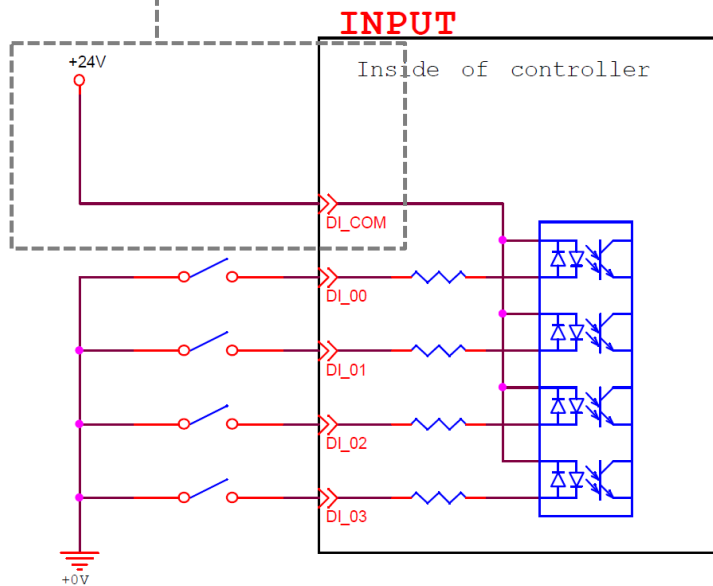 INPUT
Inside of controller
+24V
DI_COM
DI_00
DI_01
DI_02
DI_03
+0V